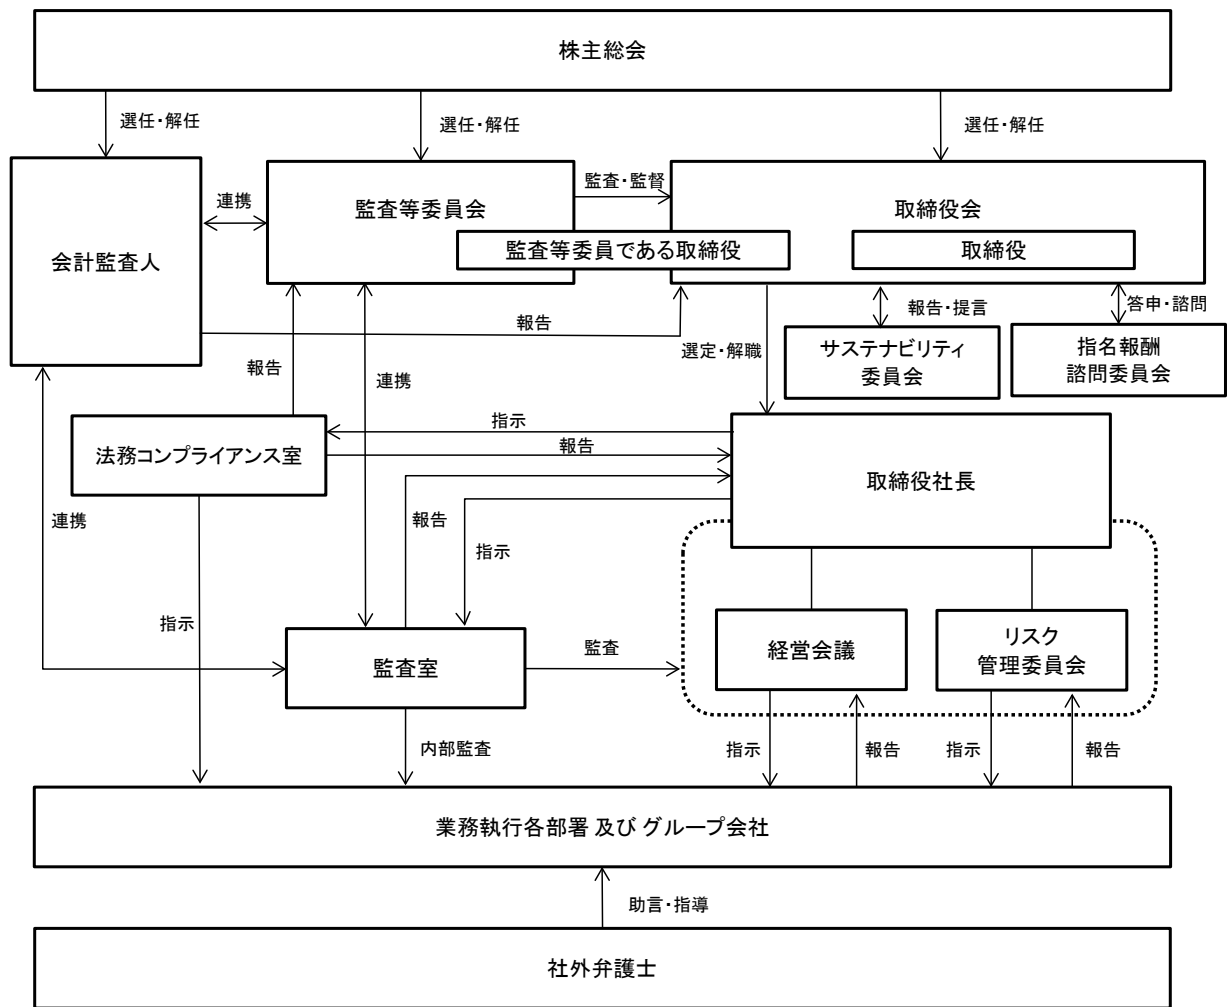 株主総会
選任・解任
選任・解任
選任・解任
会計監査人
連携
監査等委員会
監査・監督
取締役会
監査等委員である取締役
取締役
報告
報告
連携
選定・解職
報告・提言
答申・諮問
サステナビリティ
委員会
指名報酬
諮問委員会
法務コンプライアンス室
指示
報告
取締役社長
連携
報告
指示
指示
監査室
監査
経営会議
リスク
管理委員会
内部監査
指示
報告
指示
報告
業務執行各部署 及び グループ会社
助言・指導
社外弁護士